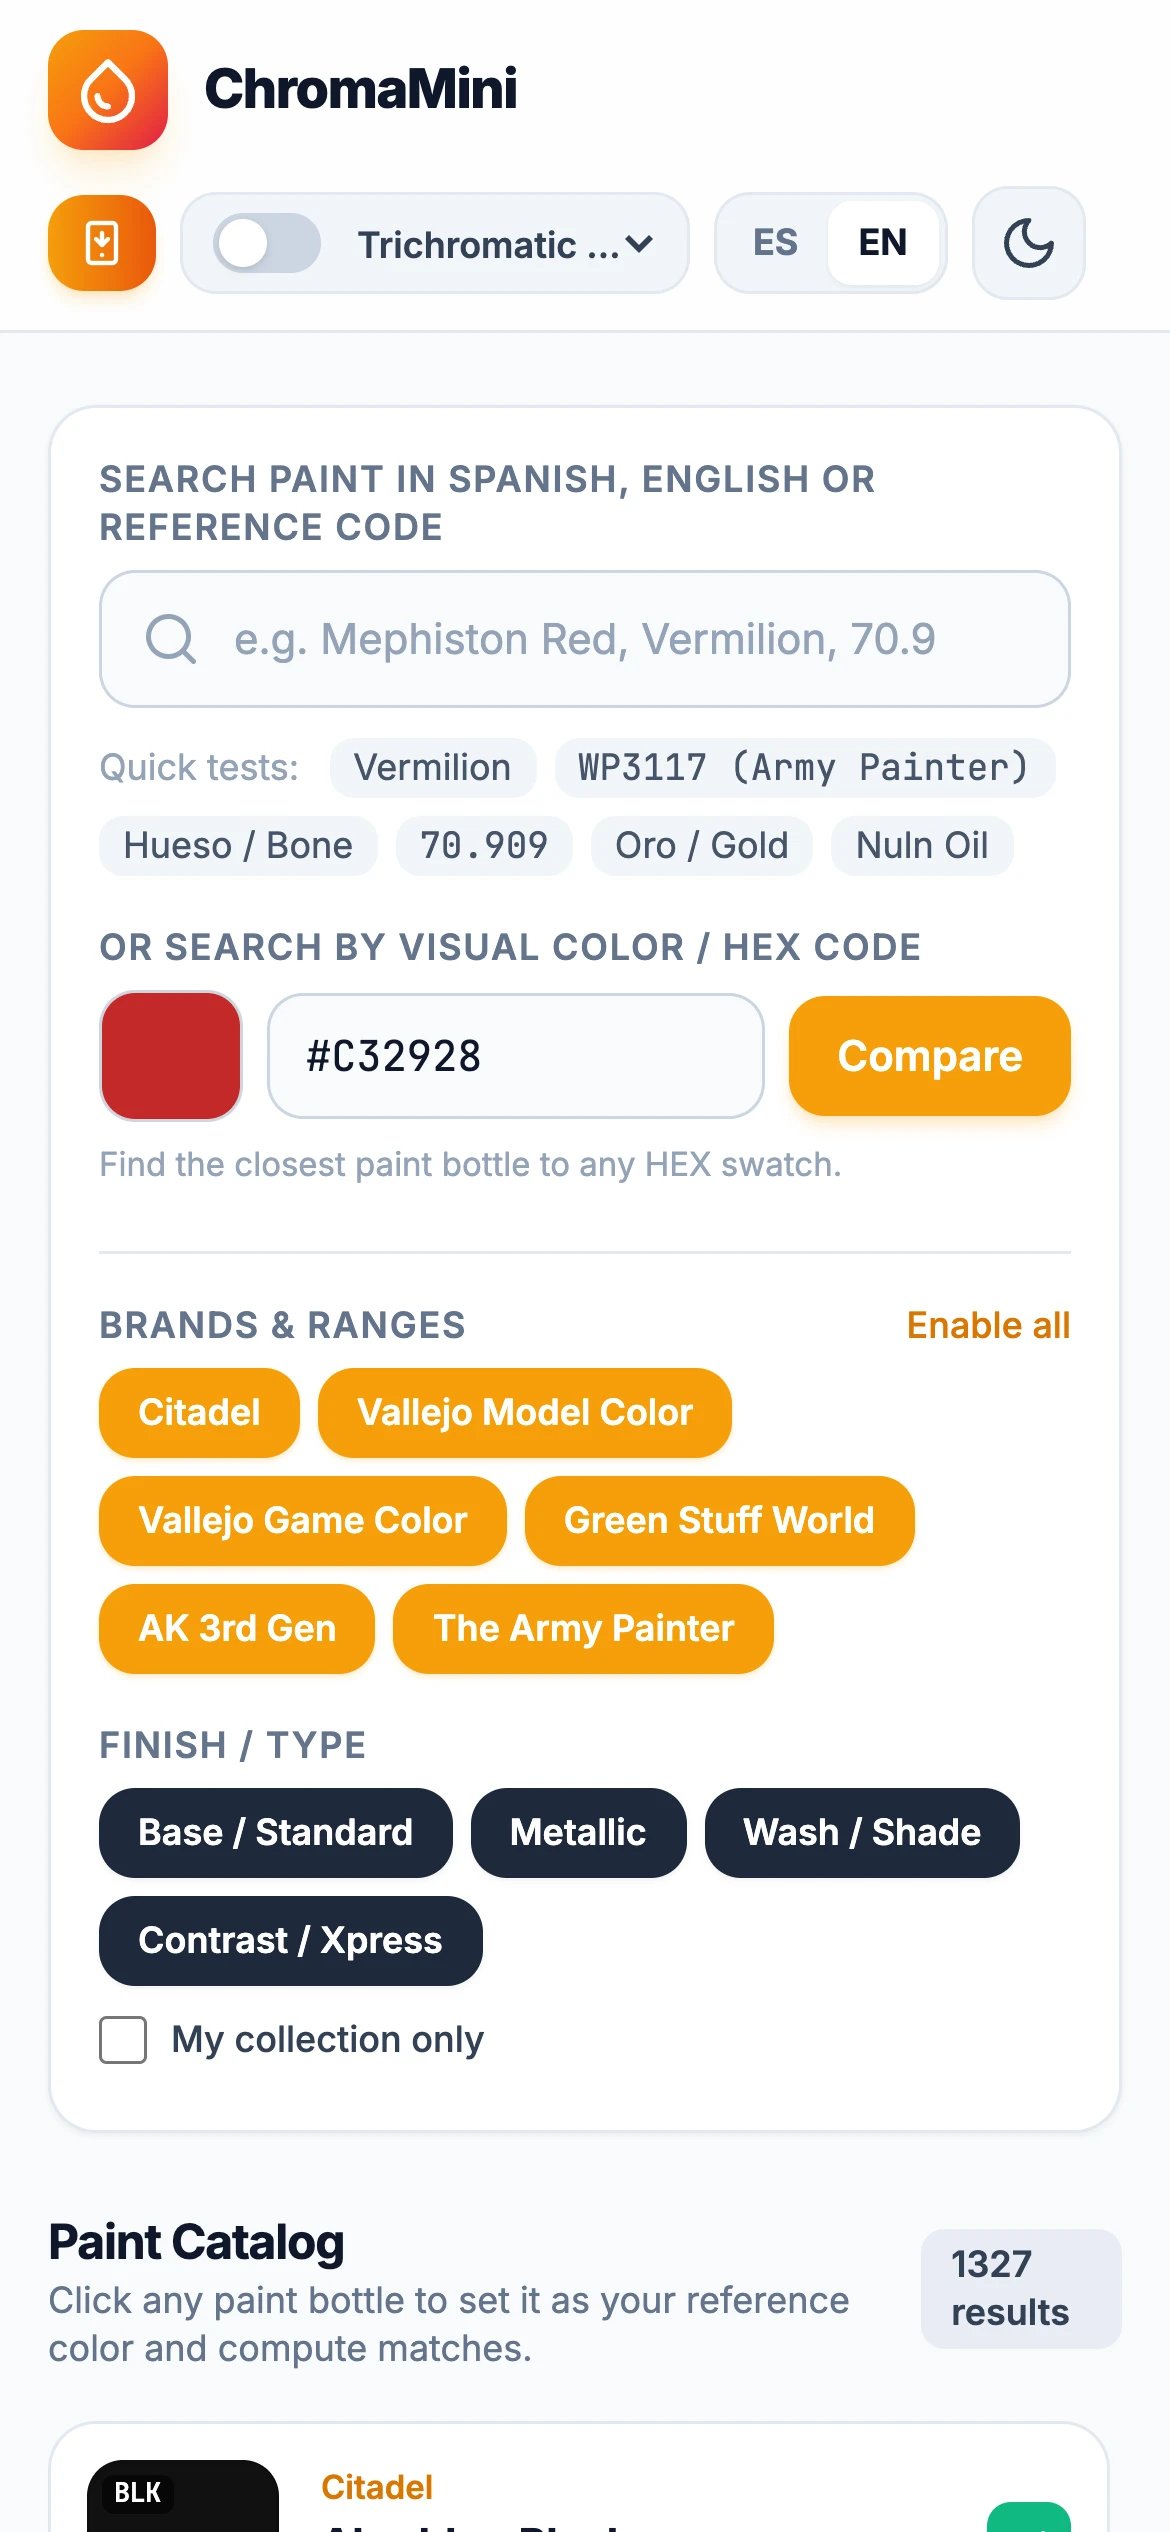 ChromaMini
Trichromatic ...
ES
EN
SEARCH PAINT IN SPANISH, ENGLISH OR
REFERENCE CODE
e.g. Mephiston Red, Vermilion, 70.9
Quick tests:
Vermilion
WP3117 (Army Painter)
Hueso / Bone
70.909
Oro / Gold
Nuln Oil
OR SEARCH BY VISUAL COLOR / HEX CODE
#C32928
Compare
Find the closest paint bottle to any HEX swatch.
BRANDS & RANGES
Enable all
Citadel
Vallejo Model Color
Vallejo Game Color
Green Stuff World
AK 3rd Gen
The Army Painter
FINISH / TYPE
Base / Standard
Metallic
Wash / Shade
Contrast / Xpress
My collection only
Paint Catalog
Click any paint bottle to set it as your reference
color and compute matches.
1327
results
BLK
Citadel